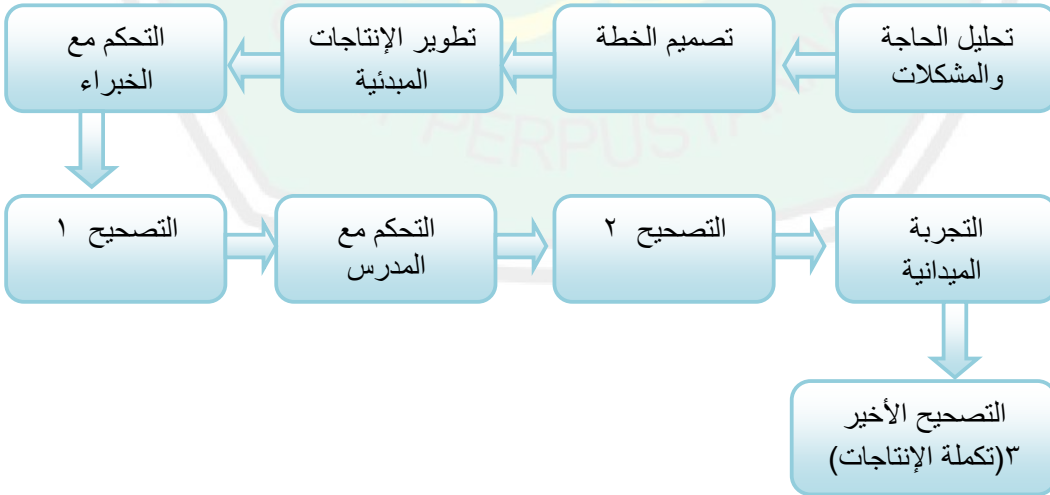 تحليل الحاجة
والمشكلات
تصميم الخطة
تطوير الإنتاجات
المبدئية
التحكم مع
الخبراء
التصحيح ١
التحكم مع
المدرس
التصحيح ٢
التجربة
الميدانية
التصحيح الأخير
٣(تكملة الإنتاجات)
PERPUSTA